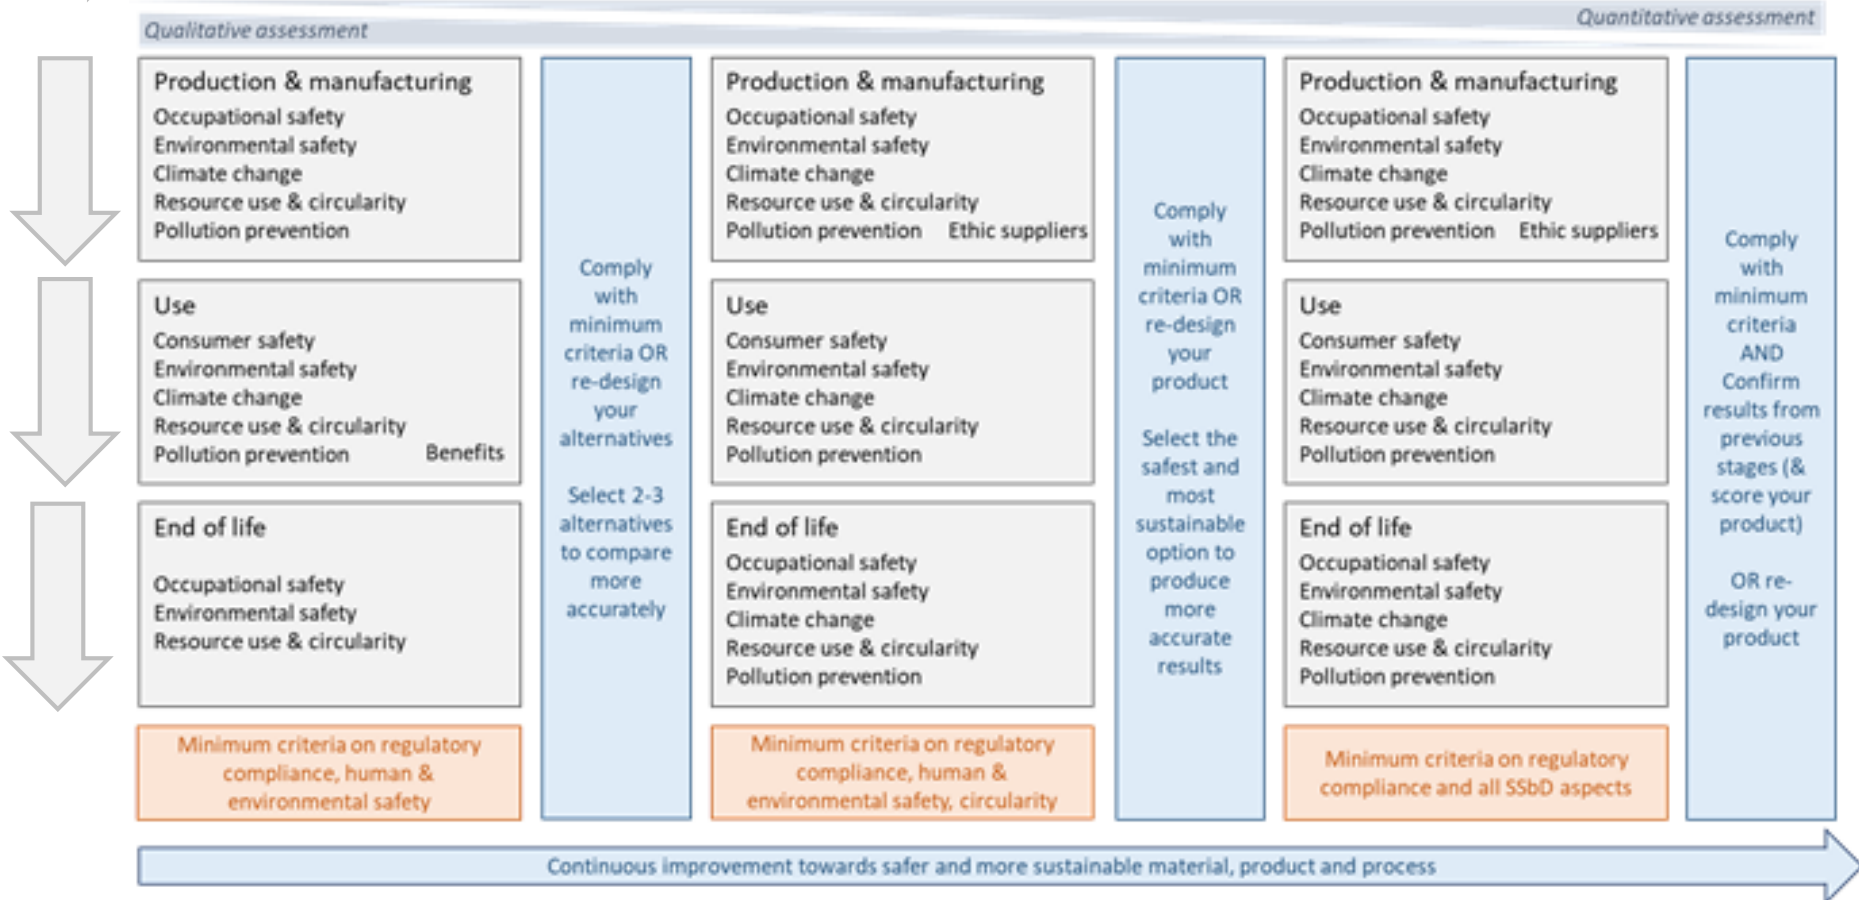 Qualitative assessment
Quantitative assessment
Production & manufacturing
Occupational safety
Environmental safety
Climate change
Resource use & circularity
Pollution prevention
Use
Consumer safety
Environmental safety
Climate change
Resource use & circularity
Pollution prevention Benefits
End of life
Occupational safety
Environmental safety
Resource use & circularity
Minimum criteria on regulatory
compliance, human &
environmental safety
Comply
with
minimum
criteria OR
re-design
your
alternatives
Select 2-3
alternatives
to compare
more
accurately
Production & manufacturing
Occupational safety
Environmental safety
Climate change
Resource use & circularity
Pollution prevention Ethic suppliers
Use
Consumer safety
Environmental safety
Climate change
Resource use & circularity
Pollution prevention
End of life
Occupational safety
Environmental safety
Climate change
Resource use & circularity
Pollution prevention
Minimum criteria on regulatory
compliance, human &
environmental safety, circularity
Comply
with
minimum
criteria OR
re-design
your
product
Select the
safest and
most
sustainable
option to
produce
more
accurate
results
Production & manufacturing
Occupational safety
Environmental safety
Climate change
Resource use & circularity
Pollution prevention Ethic suppliers
Use
Consumer safety
Environmental safety
Climate change
Resource use & circularity
Pollution prevention
End of life
Occupational safety
Environmental safety
Climate change
Resource use & circularity
Pollution prevention
Minimum criteria on regulatory
compliance and all SSbD aspects
Comply
with
minimum
criteria
AND
Confirm
results from
previous
stages (&
score your
product)
OR re-
design your
product
Continuous improvement towards safer and more sustainable material, product and process